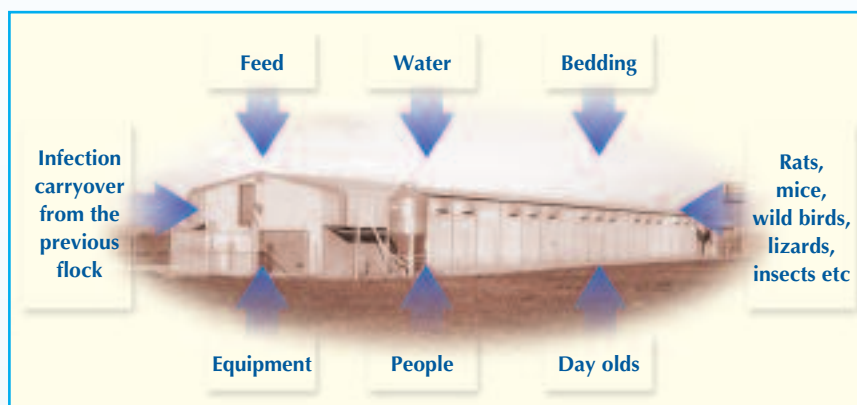 Feed
Water
Bedding
Infection
carryover
from the
previous
flock
Rats,
mice,
wild birds,
lizards,
insects etc
Equipment
People
Day olds